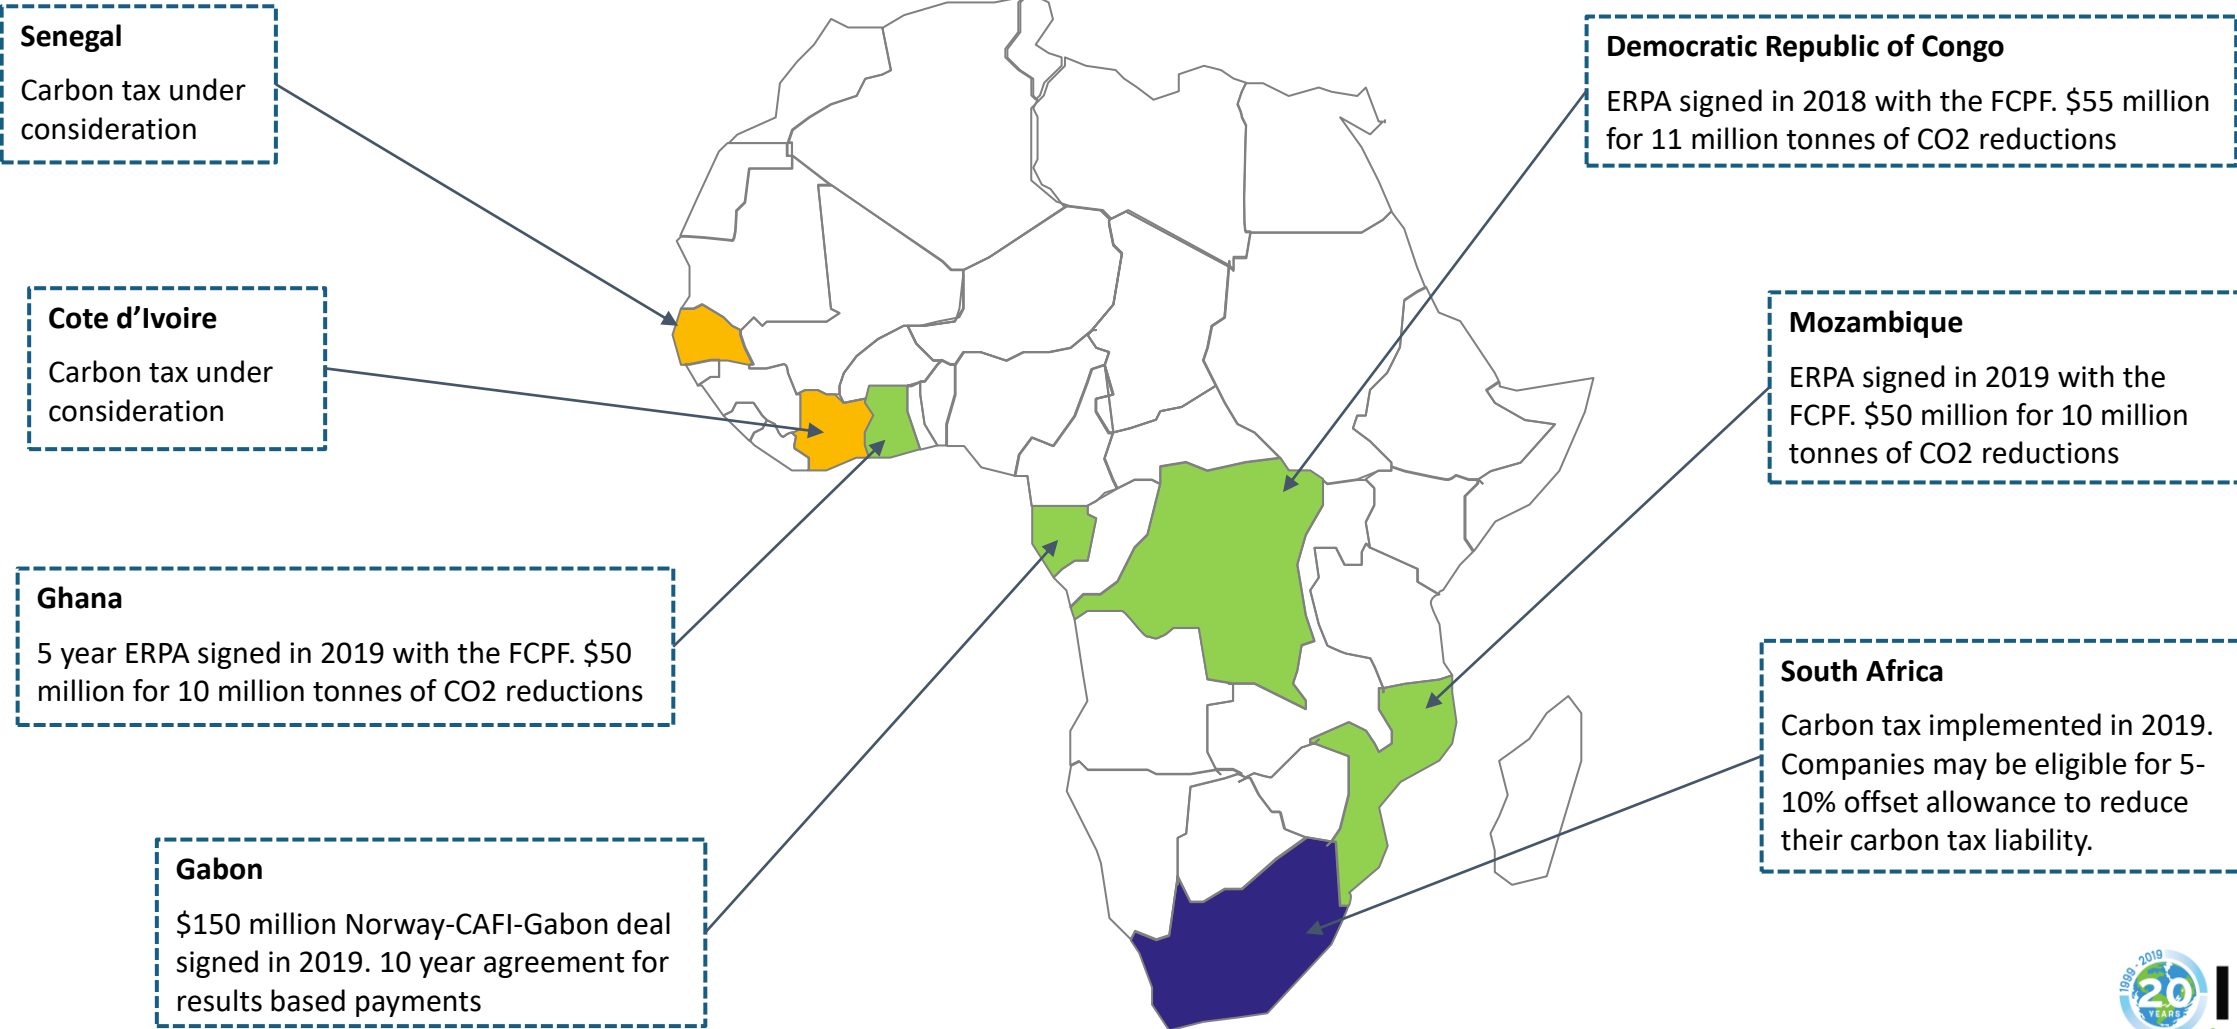 Senegal
Carbon tax under
consideration
Cote d’Ivoire
Carbon tax under
consideration
Ghana
5 year ERPA signed in 2019 with the FCPF. $50
million for 10 million tonnes of CO2 reductions
Gabon
$150 million Norway-CAFI-Gabon deal
signed in 2019. 10 year agreement for
results based payments
Democratic Republic of Congo
ERPA signed in 2018 with the FCPF. $55 million
for 11 million tonnes of CO2 reductions
Mozambique
ERPA signed in 2019 with the
FCPF. $50 million for 10 million
tonnes of CO2 reductions
South Africa
Carbon tax implemented in 2019.
Companies may be eligible for 5-
10% offset allowance to reduce
their carbon tax liability.
1999 - 2019
20
YEARS
I